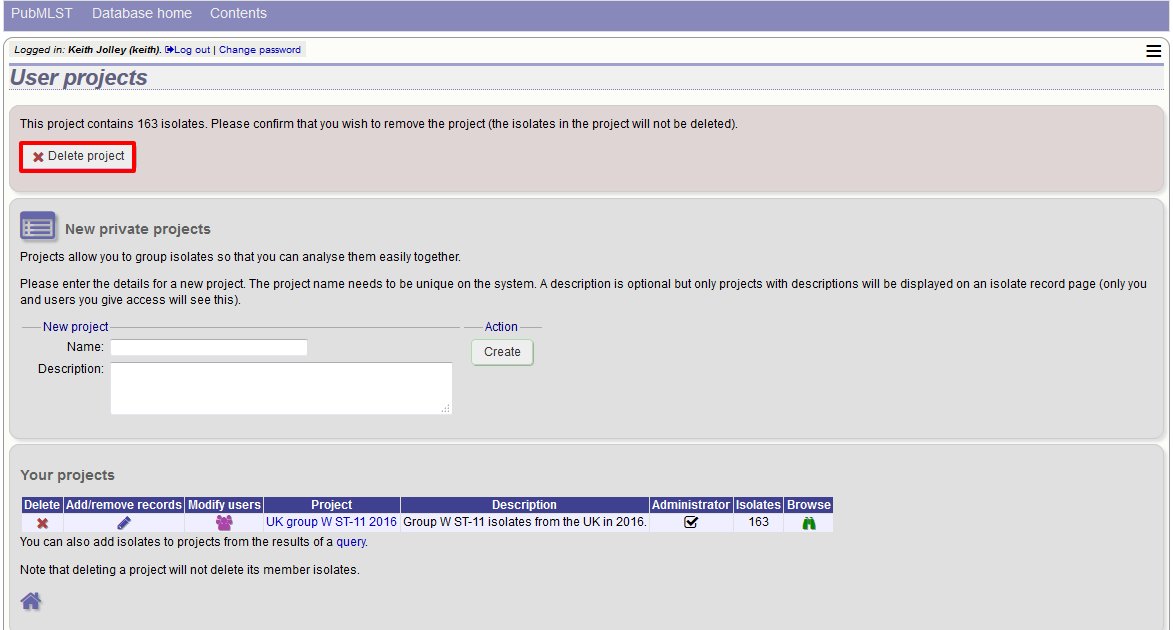 PubMLST Database home Contents
Logged in: Keith Jolley (keith). Log out | Change password
User projects
This project contains 163 isolates. Please confirm that you wish to remove the project (the isolates in the project will not be deleted).
Delete project
New private projects
Projects allow you to group isolates so that you can analyse them easily together.
Please enter the details for a new project. The project name needs to be unique on the system. A description is optional but only projects with descriptions will be displayed on an isolate record page (only you
and users you give access will see this).
New project Action
Name:
Create
Description:
Your projects
Delete Add/remove records Modify users Project Description Administrator Isolates Browse
UK group W ST-11 2016 Group W ST-11 isolates from the UK in 2016. 163
You can also add isolates to projects from the results of a query.
Note that deleting a project will not delete its member isolates.